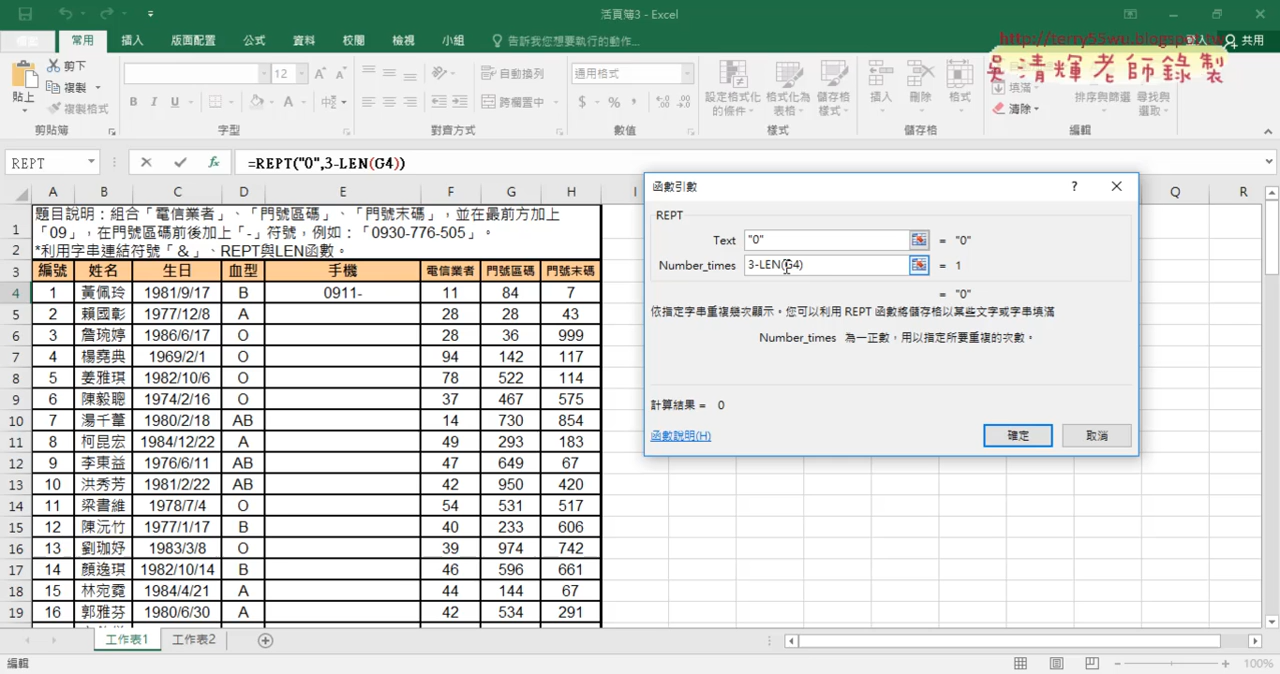 活頁簿3 - Excel
http://terry55wu.blogspot.tw
吳清輝老師錄製
常用 插入 版面配置 公式 資料 校閱 檢視 小組 告訴我您想要執行的動作... 共用
剪下
複製
複製格式
貼上
剪貼簿
12
B I U
字型
自動換列
跨欄置中
對齊方式
通用格式
$ % ,
數值
設定格式化的條件
格式化為表格
儲存格樣式
樣式
插入 刪除 格式
儲存格
填滿
清除
排序與篩選 尋找與選取
編輯
REPT =REPT("0",3-LEN(G4))
A B C D E F G H I Q R
1 題目說明：組合「電信業者」、「門號區碼」、「門號末碼」，並在最前方加上
「09」，在門號區碼前後加上「-」符號，例如：「0930-776-505」。
2 *利用字串連結符號「&」、REPT與LEN函數。
3 編號 姓名 生日 血型 手機 電信業者 門號區碼 門號末碼
4 1 黃佩玲 1981/9/17 B 0911- 11 84 7
5 2 賴國彰 1977/12/8 A 28 28 43
6 3 詹琬婷 1986/6/17 O 28 36 999
7 4 楊堯典 1969/2/1 O 94 142 117
8 5 姜雅琪 1982/10/6 O 78 522 114
9 6 陳毅聰 1974/2/16 O 37 467 575
10 7 湯千葦 1980/2/18 AB 14 730 854
11 8 柯昆宏 1984/12/22 A 49 293 183
12 9 李東益 1976/6/11 AB 47 649 67
13 10 洪秀芳 1981/2/22 AB 42 950 420
14 11 梁書維 1978/7/4 O 54 531 517
15 12 陳沅竹 1977/1/17 B 40 233 606
16 13 劉珈妤 1983/3/8 O 39 974 742
17 14 顏逸琪 1982/10/14 B 46 596 661
18 15 林宛霓 1984/4/21 A 44 144 67
19 16 郭雅芬 1980/6/30 A 42 534 291
函數引數
REPT
Text "0" = "0"
Number_times 3-LEN(G4) = 1
= "0"
依指定字串重複幾次顯示。您可以利用 REPT 函數將儲存格以某些文字或字串填滿
Number_times 為一正數，用以指定所要重複的次數。
計算結果 = 0
函數說明(H)
確定 取消
工作表1 工作表2
編輯 100%